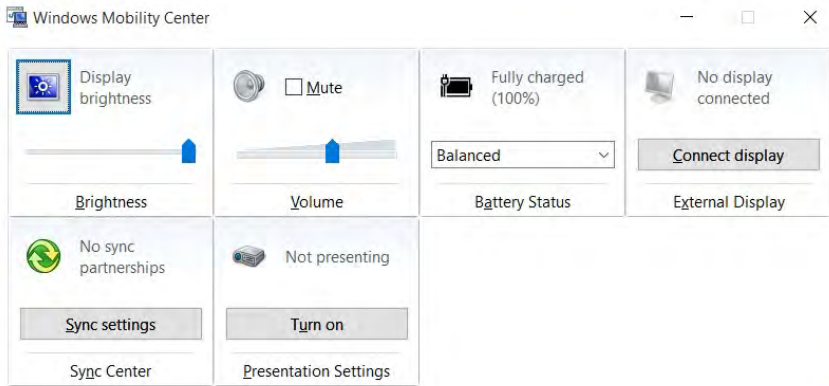 Windows Mobility Center
Display
brightness
Brightness
Mute
Volume
Fully charged
(100%)
Balanced
Battery Status
No display
connected
Connect display
External Display
No sync
partnerships
Sync settings
Sync Center
Not presenting
Turn on
Presentation Settings